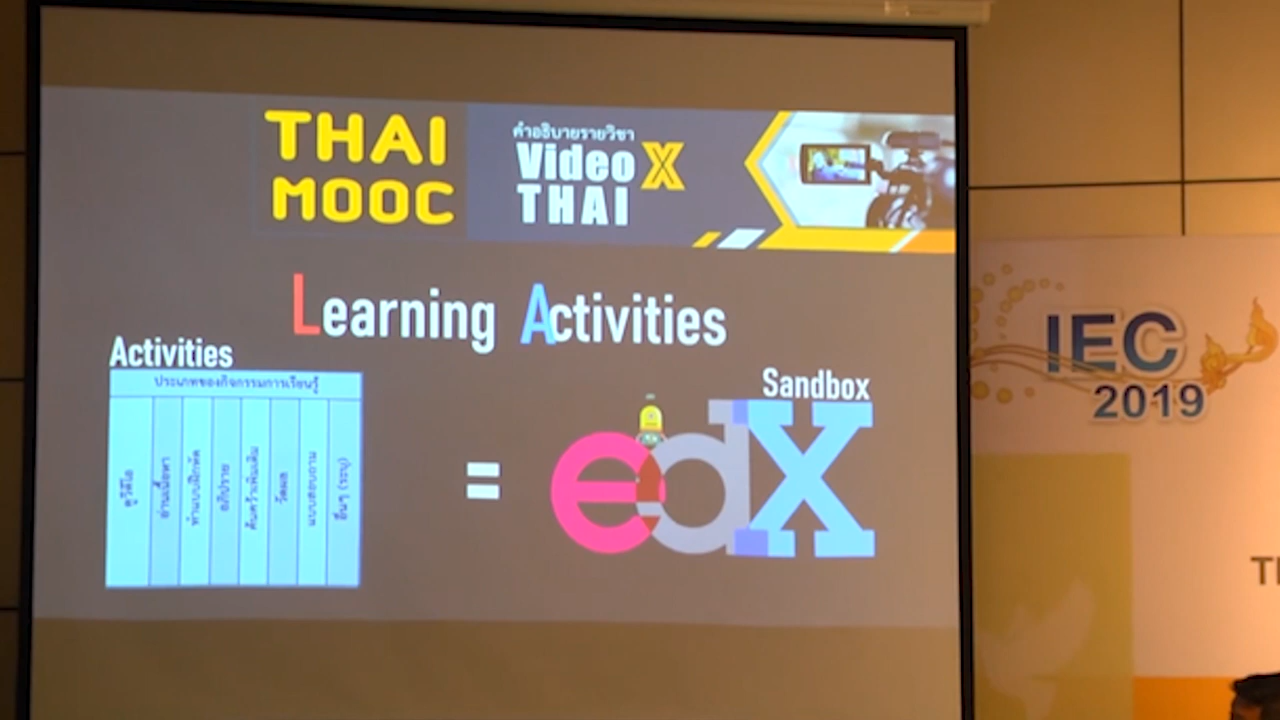 THAI
MOOC
คำอธิบายรายวิชา
Video X
THAI
Learning Activities
Activities
ประเภทของกิจกรรมการเรียนรู้
ดูวีดีโอ
อ่านเนื้อหา
ทำแบบฝึกหัด
อภิปราย
ค้นคว้าเพิ่มเติม
วัดผล
แบบสอบถาม
อื่นๆ (ระบุ)
=
Sandbox
edX
IEC
2019